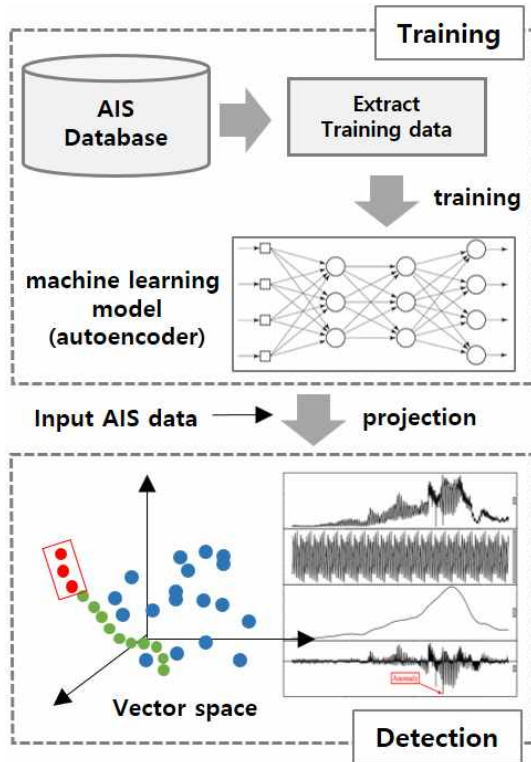 Training
AIS
Database
Extract
Training data
training
machine learning
model
(autoencoder)
Input AIS data
projection
Vector space
Anomaly
Detection